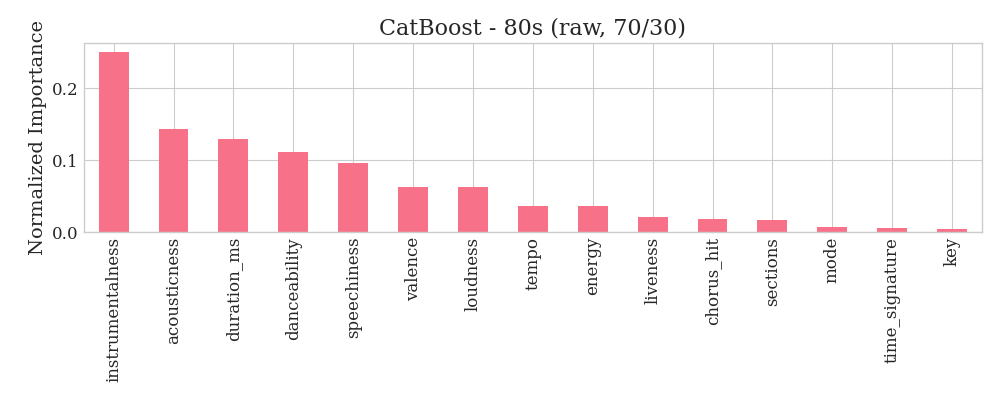 CatBoost - 80s (raw, 70/30)
Normalized Importance
0.2
0.1
0.0
instrumentalness
acousticness
duration_ms
danceability
speechiness
valence
loudness
tempo
energy
liveness
chorus_hit
sections
mode
time_signature
key